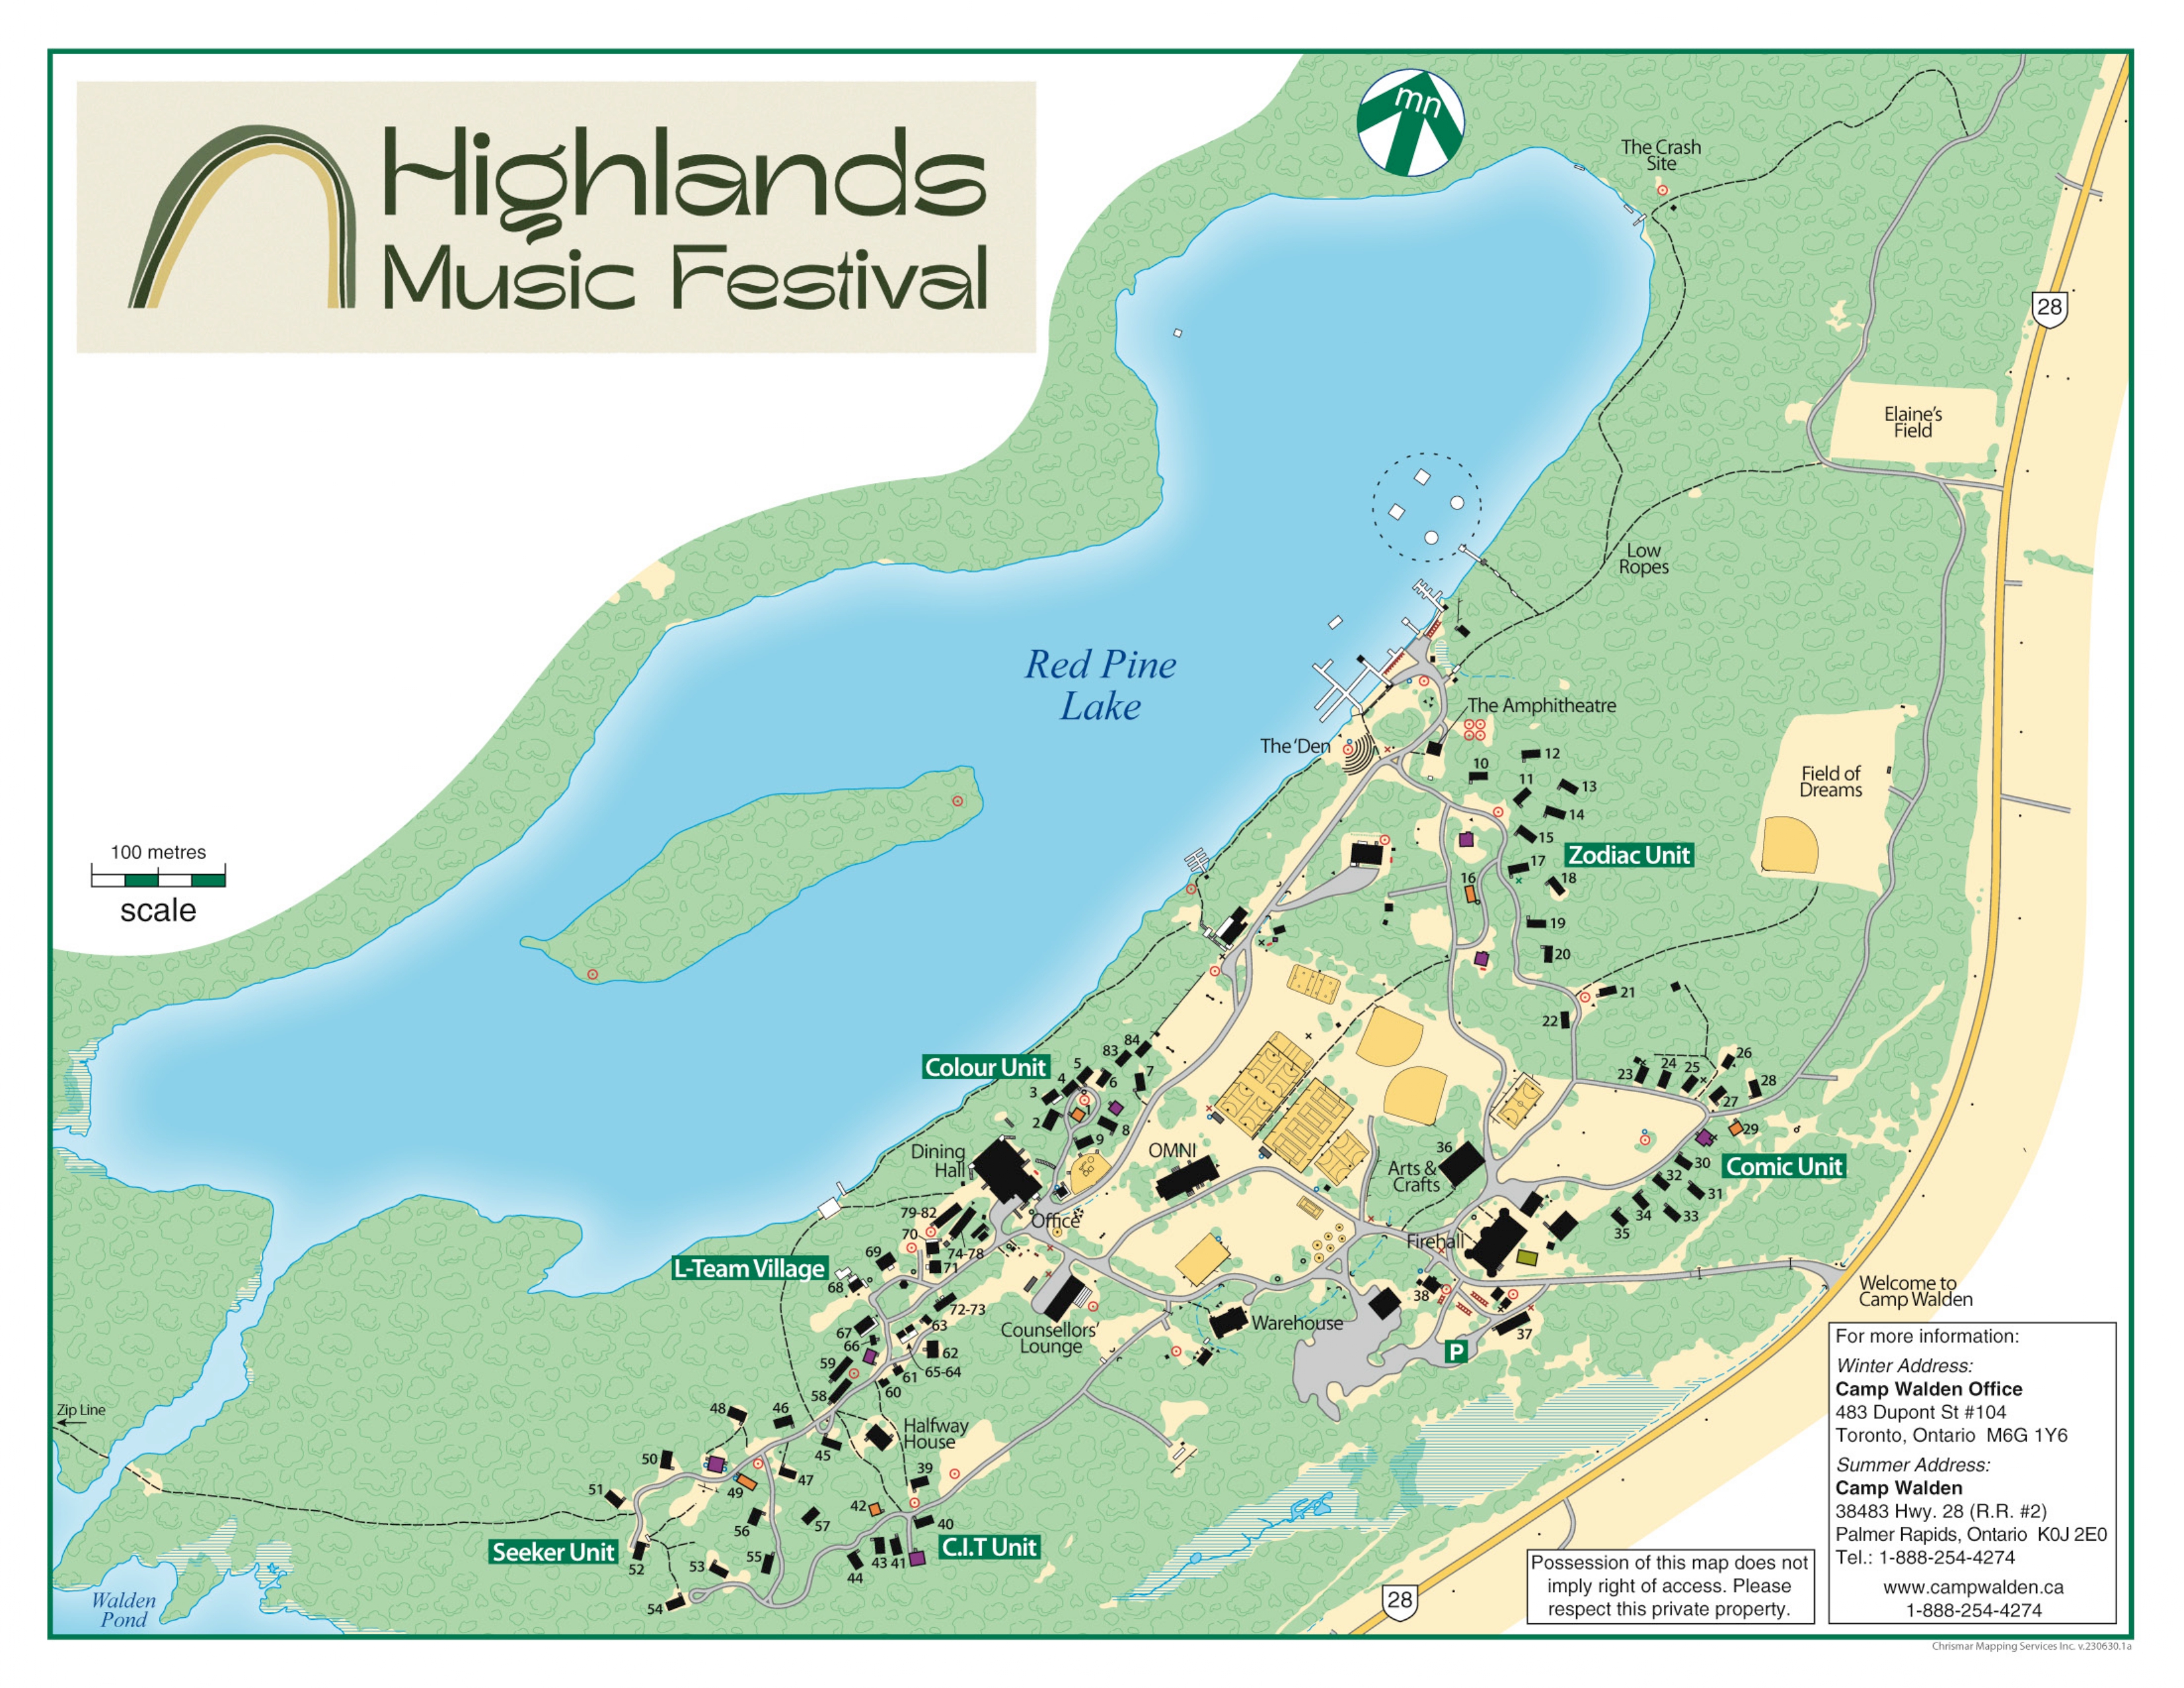 Highlands
Music Festival
mn
The Crash
Site
28
Elaine's
Field
Low
Ropes
Red Pine
Lake
The Amphitheatre
The 'Den
12
10
11
13
14
15
Field of
Dreams
17
Zodiac Unit
16
18
19
20
21
22
100 metres
scale
84
83
Colour Unit
5
4
6
7
3
2
8
9
26
24
25
23
28
27
29
Dining
Hall
OMNI
36
Arts &
Crafts
30
Comic Unit
32
31
34
33
35
79-82
Office
70
74-78
69
71
Firehall
L-Team Village
68
38
Welcome to
Camp Walden
72-73
63
67
66
Counsellors'
Lounge
Warehouse
37
62
P
59
61
65-64
60
58
Zip Line
48
46
Halfway
House
45
50
47
39
51
49
42
56
57
40
Seeker Unit
C.I.T Unit
52
53
55
43
41
44
54
Walden
Pond
28
For more information:
Winter Address:
Camp Walden Office
483 Dupont St #104
Toronto, Ontario M6G 1Y6
Summer Address:
Camp Walden
38483 Hwy. 28 (R.R. #2)
Palmer Rapids, Ontario K0J 2E0
Tel.: 1-888-254-4274
www.campwalden.ca
1-888-254-4274
Possession of this map does not
imply right of access. Please
respect this private property.
Chrismar Mapping Services Inc. v.230630.1a